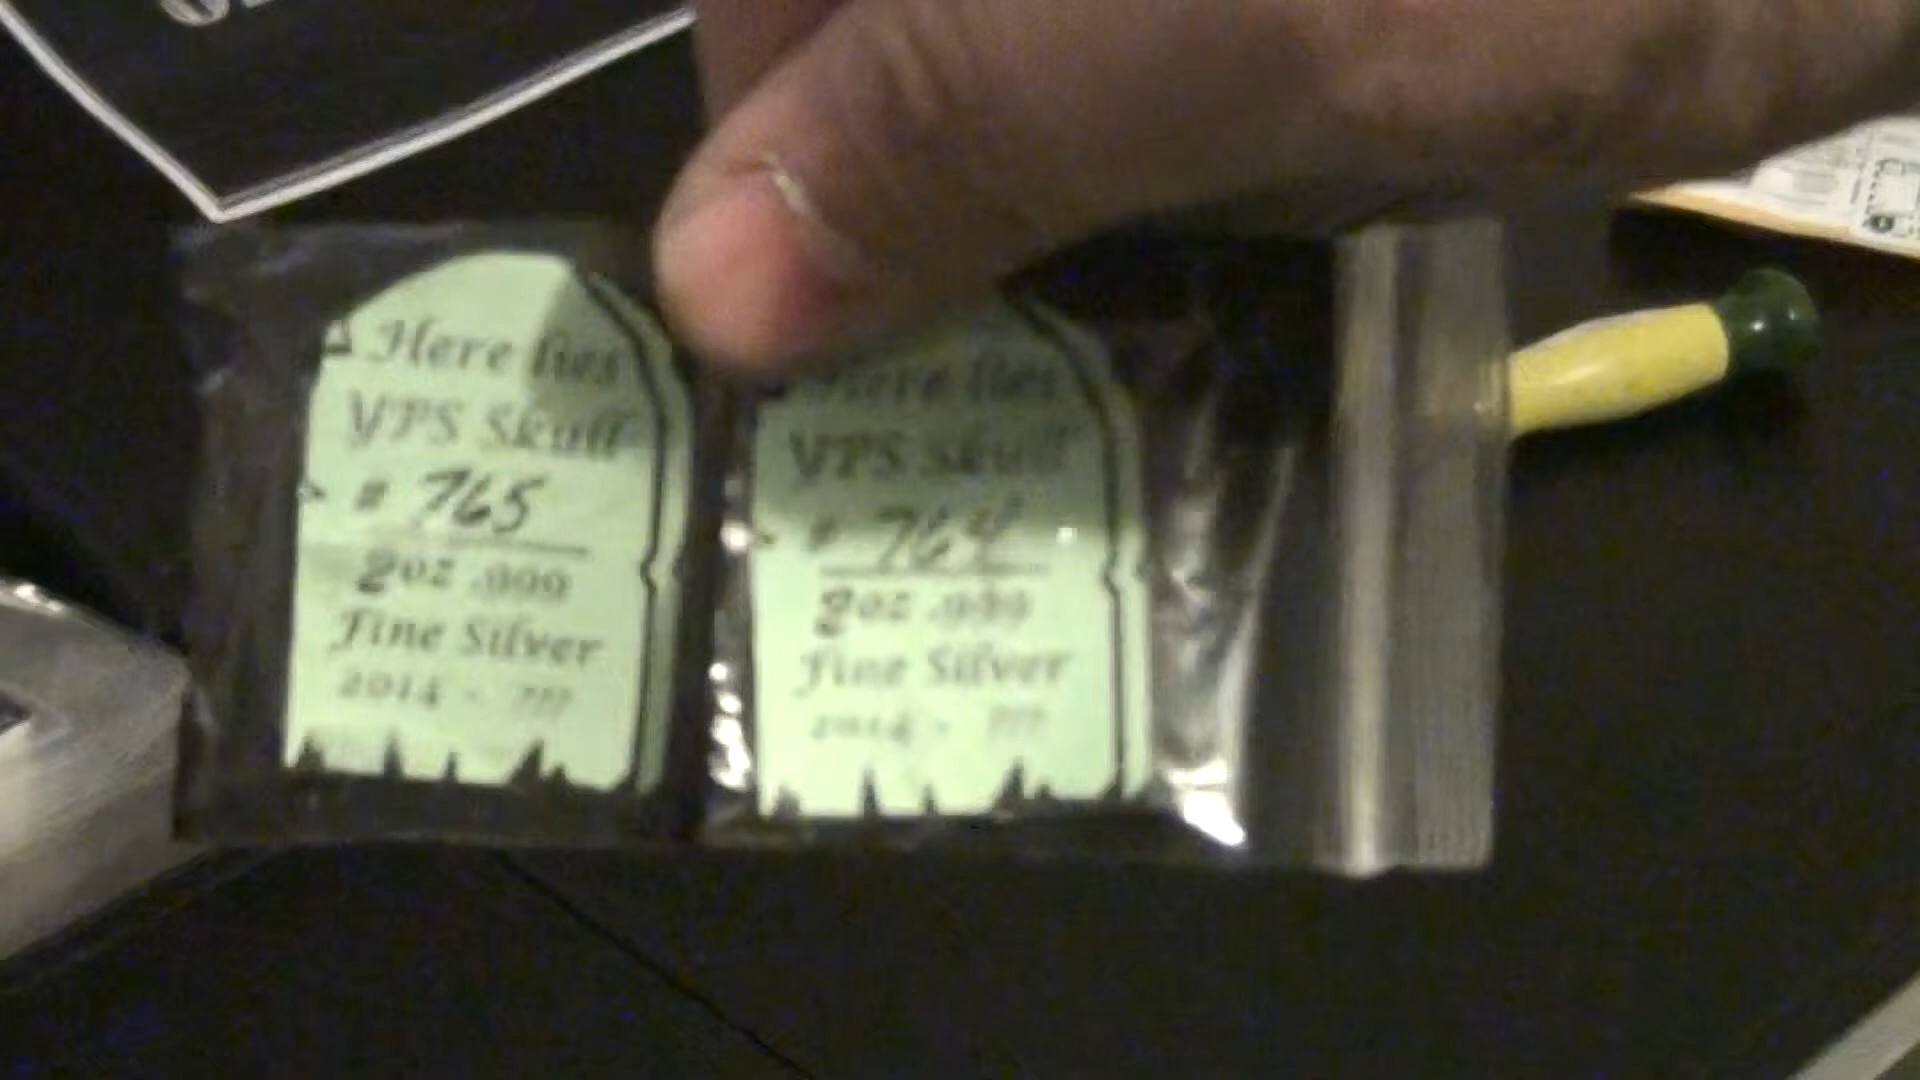 Here lies
VPS Skull
# 765
2oz .999
Fine Silver
2014 - ???
Here lies
VPS Skull
# 764
2oz .999
Fine Silver
2014 - ???